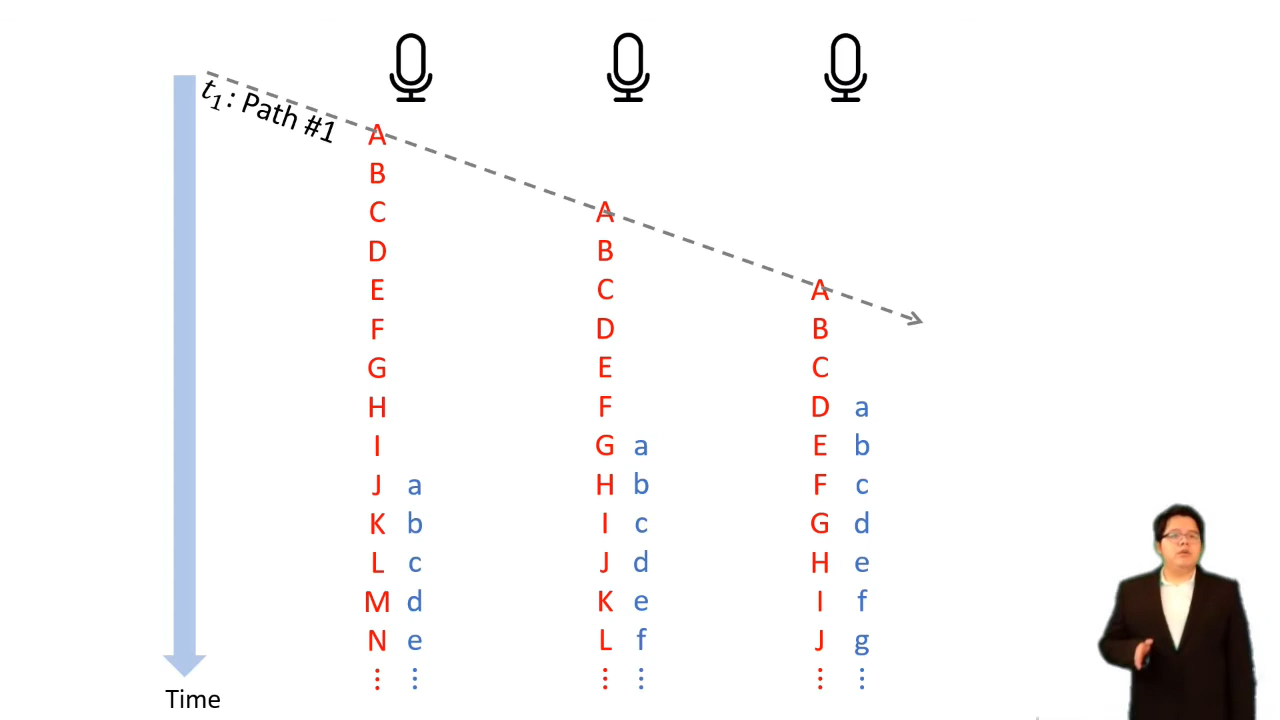 t₁: Path #1
A
B
C A
D B
E C A
F D B
G E C
H F D a
I G a E b
J a H b F c
K b I c G d
L c J d H e
M d K e I f
N e L f J g
⋮ ⋮ ⋮ ⋮ ⋮ ⋮
Time